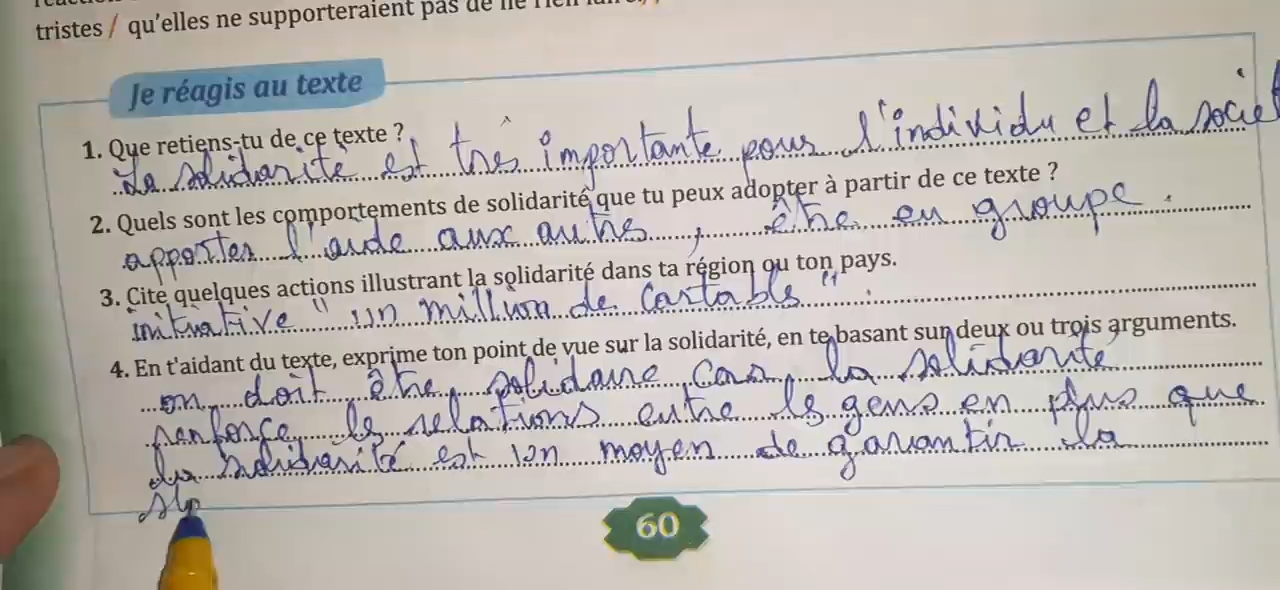 tristes / qu'elles ne supporteraient pas de ne rien
Je réagis au texte
1. Que retiens-tu de ce texte ?
La solidarité est très importante pour l'individu et la societ
2. Quels sont les comportements de solidarité que tu peux adopter à partir de ce texte ?
apporter l'aide aux autres , être en groupe .
3. Cite quelques actions illustrant la solidarité dans ta région ou ton pays.
initiative " un million de cartable " .
4. En t'aidant du texte, exprime ton point de vue sur la solidarité, en te basant sur deux ou trois arguments.
on doit être solidaire car la solidarité
renforce les relations entre les gens en plus que
la solidarité est un moyen de garantir la
60